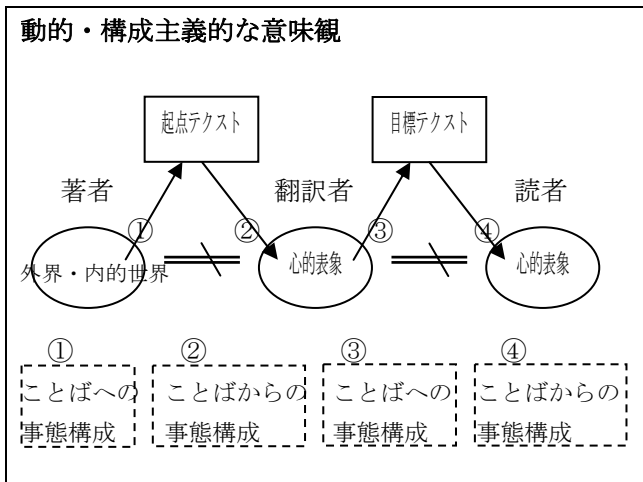 動的・構成主義的な意味観
起点テクスト
目標テクスト
著者
翻訳者
読者
①
②
③
④
外界・内的世界
心的表象
心的表象
①
②
③
④
ことばへの
事態構成
ことばからの
事態構成
ことばへの
事態構成
ことばからの
事態構成